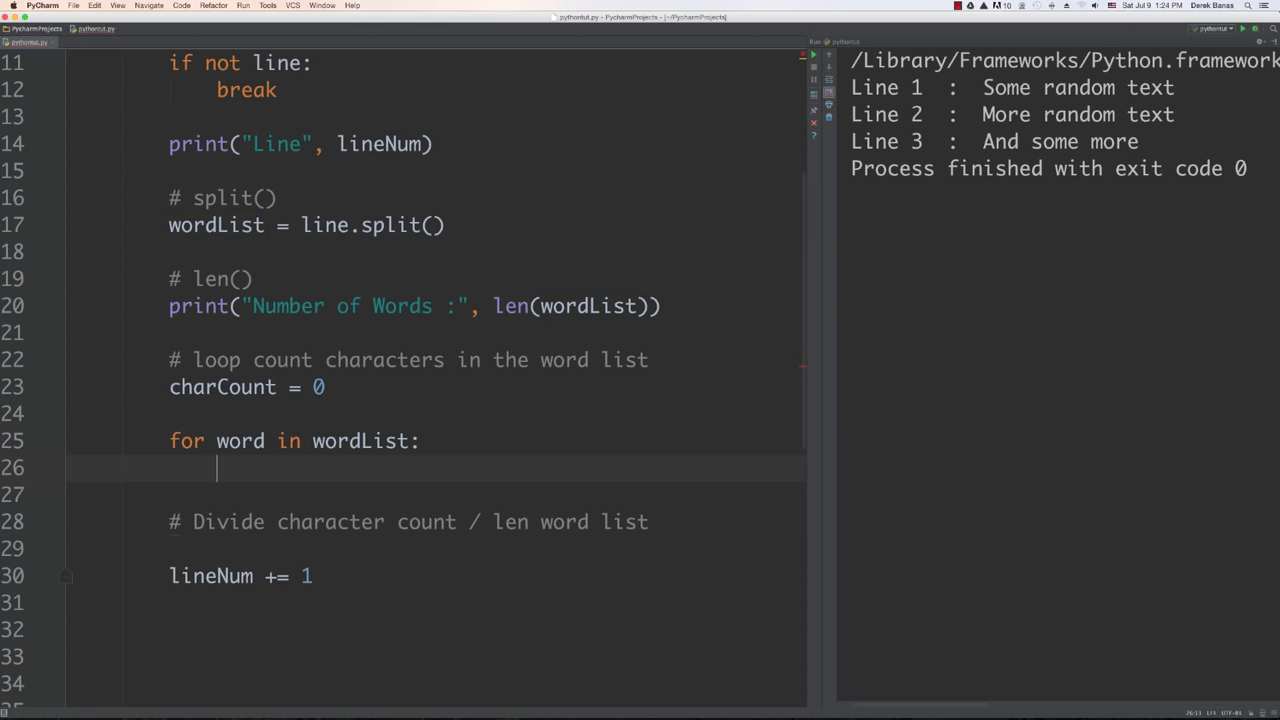 PyCharm File Edit View Navigate Code Refactor Run Tools VCS Window Help
10 Sat Jul 9 1:24 PM Derek Banas
pythontut.py - PycharmProjects - [~/PycharmProjects]
PycharmProjects pythontut.py pythontut
pythontut.py
Run pythontut
11 if not line:
12 break
13
14 print("Line", lineNum)
15
16 # split()
17 wordList = line.split()
18
19 # len()
20 print("Number of Words :", len(wordList))
21
22 # loop count characters in the word list
23 charCount = 0
24
25 for word in wordList:
26
27
28 # Divide character count / len word list
29
30 lineNum += 1
31
32
33
34
/Library/Frameworks/Python.framework
Line 1 : Some random text
Line 2 : More random text
Line 3 : And some more
Process finished with exit code 0
26:13 LF≑ UTF-8≑